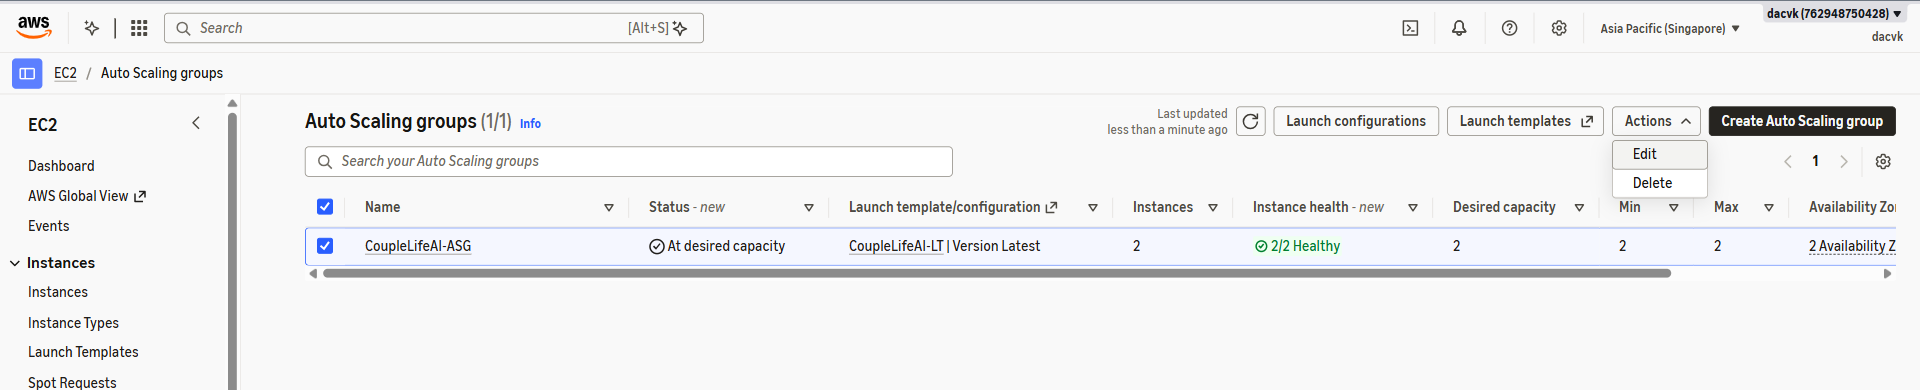 aws
Search [Alt+S]
Asia Pacific (Singapore)
dacvk (762948750428)
dacvk
EC2 / Auto Scaling groups
EC2
Dashboard
AWS Global View
Events
Instances
Instances
Instance Types
Launch Templates
Spot Requests
Auto Scaling groups (1/1) Info
Last updated
less than a minute ago
Launch configurations
Launch templates
Actions
Create Auto Scaling group
Edit
Delete
Search your Auto Scaling groups
1
Name Status - new Launch template/configuration Instances Instance health - new Desired capacity Min Max Availability Zo
CoupleLifeAI-ASG At desired capacity CoupleLifeAI-LT | Version Latest 2 2/2 Healthy 2 2 2 2 Availability Z